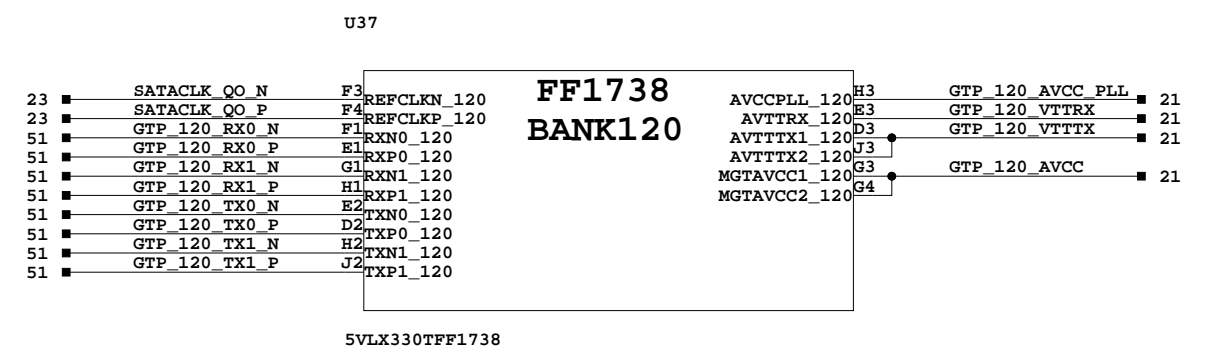 U37
FF1738
BANK120
23 SATACLK_QO_N F3 REFCLKN_120
23 SATACLK_QO_P F4 REFCLKP_120
51 GTP_120_RX0_N F1 RXN0_120
51 GTP_120_RX0_P E1 RXP0_120
51 GTP_120_RX1_N G1 RXN1_120
51 GTP_120_RX1_P H1 RXP1_120
51 GTP_120_TX0_N E2 TXN0_120
51 GTP_120_TX0_P D2 TXP0_120
51 GTP_120_TX1_N H2 TXN1_120
51 GTP_120_TX1_P J2 TXP1_120
AVCCPLL_120 H3 GTP_120_AVCC_PLL 21
AVTTRX_120 E3 GTP_120_VTTRX 21
AVTTTX1_120 D3 GTP_120_VTTTX 21
AVTTTX2_120 J3
MGTAVCC1_120 G3 GTP_120_AVCC 21
MGTAVCC2_120 G4
5VLX330TFF1738